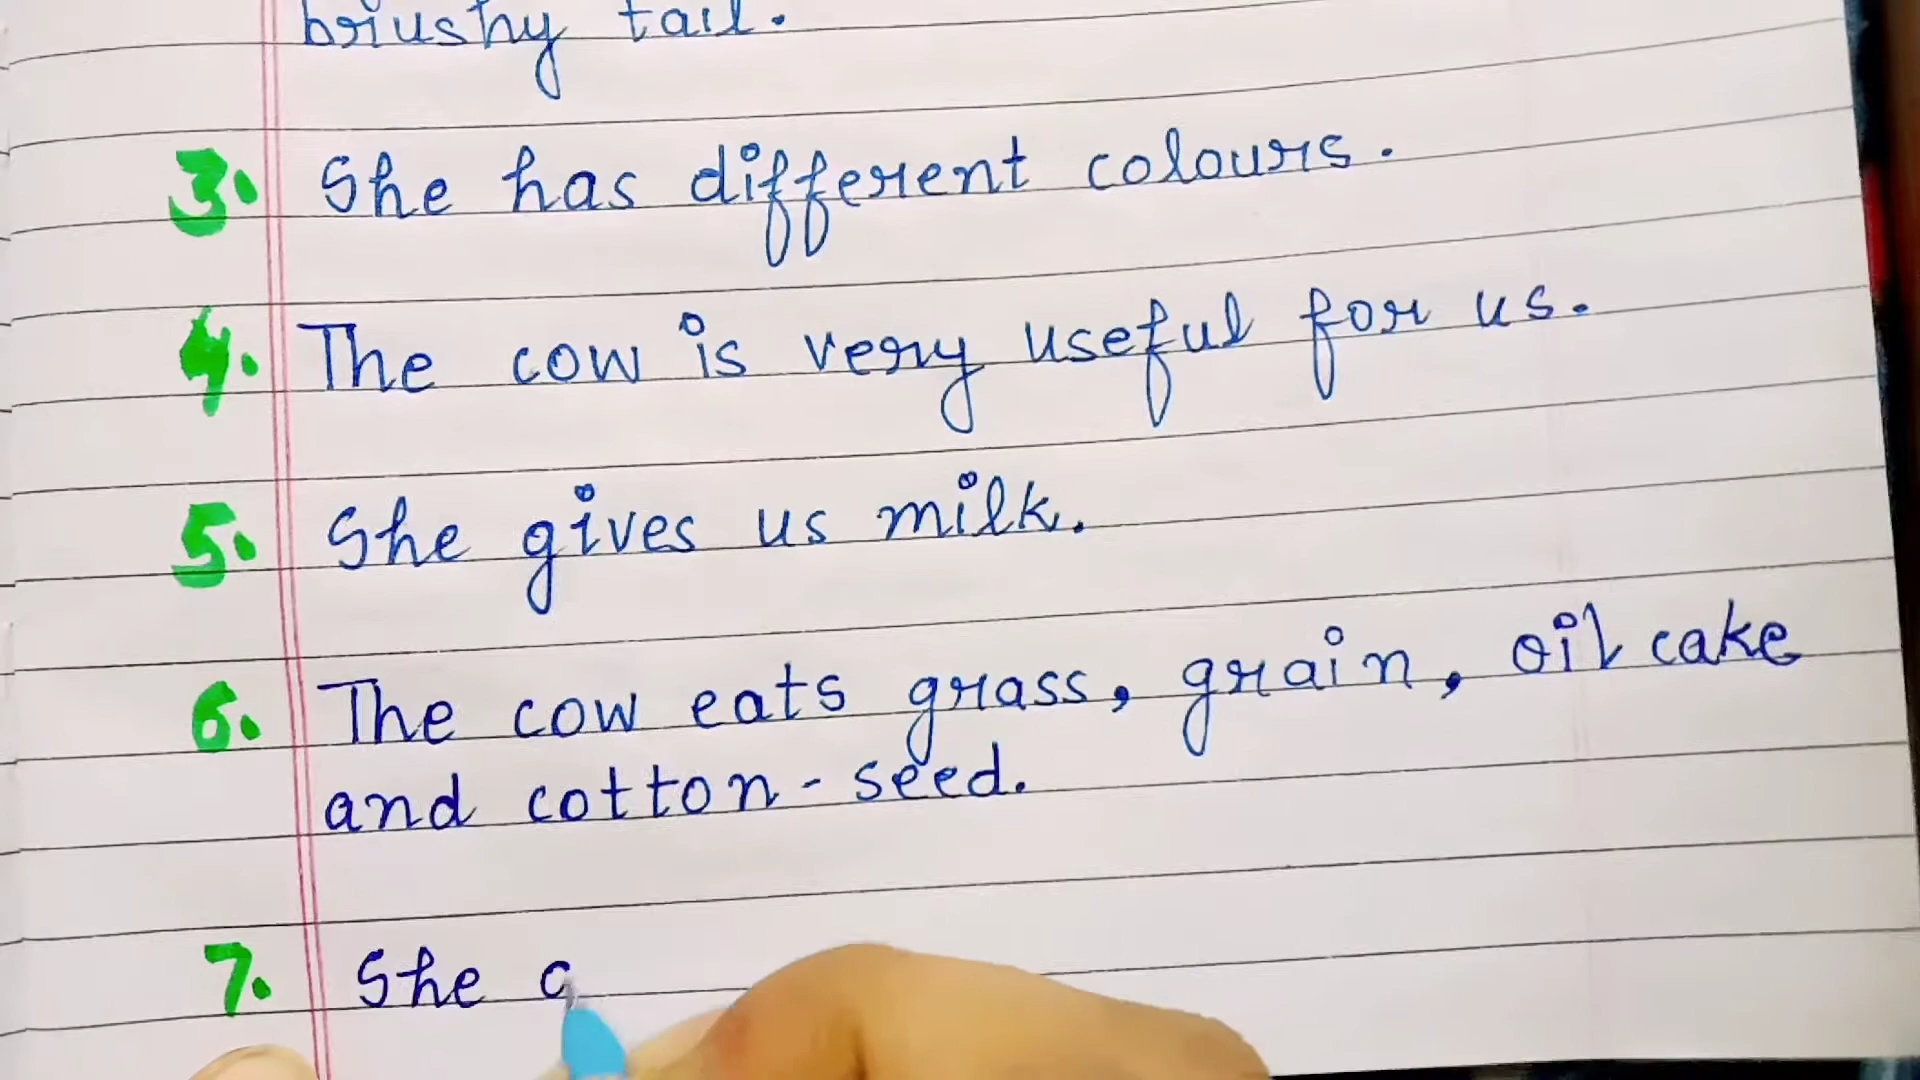 brushy tail.
3. She has different colours.
4. The cow is very useful for us.
5. She gives us milk.
6. The cow eats grass, grain, oil cake
and cotton-seed.
7. She